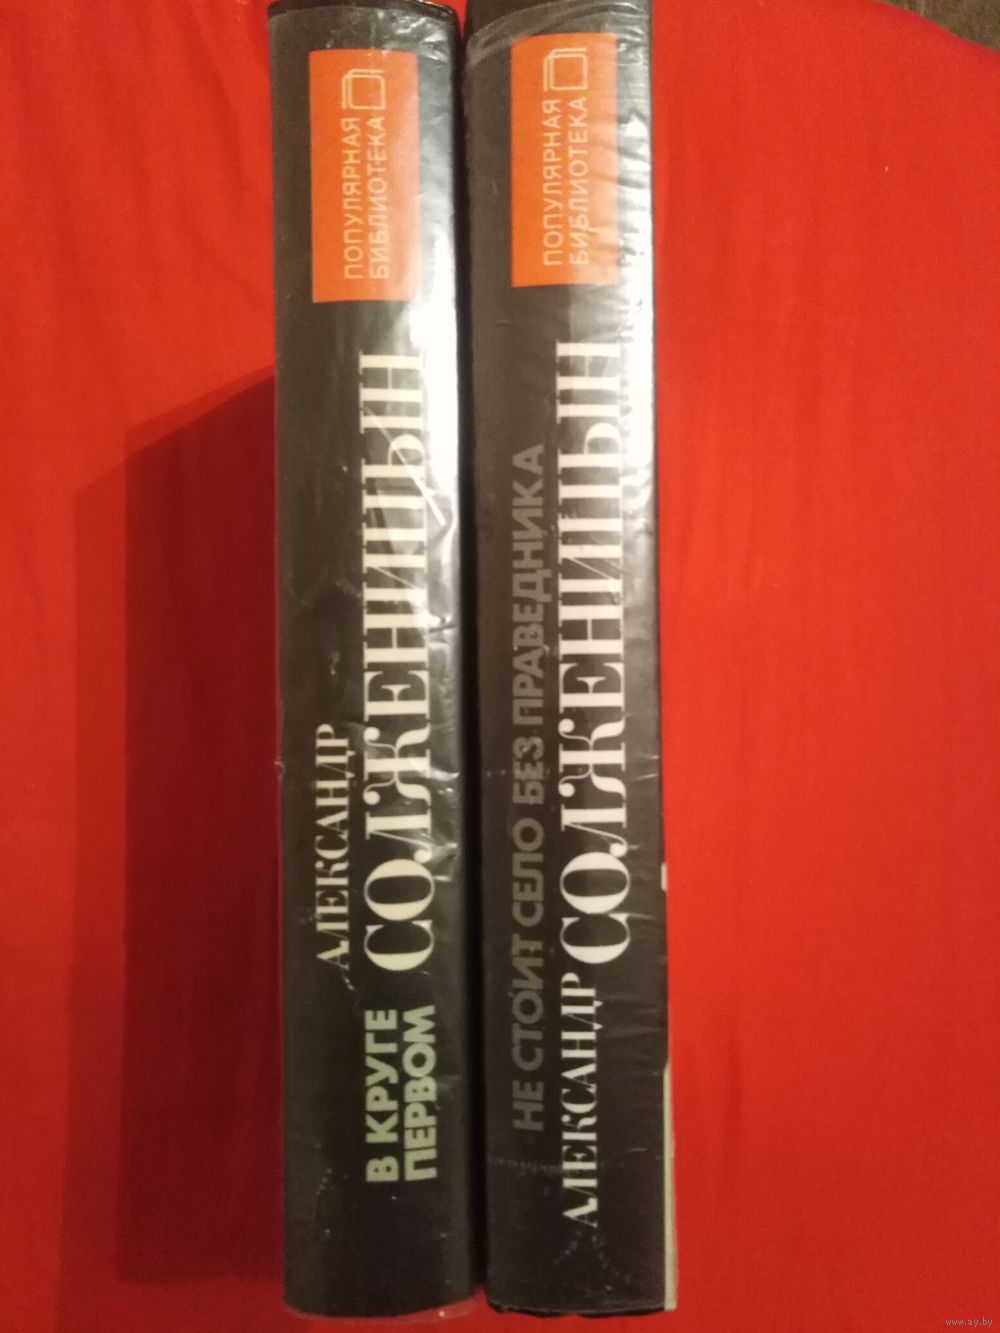 ПОПУЛЯРНАЯ
БИБЛИОТЕКА
АЛЕКСАНДР
СОЛЖЕНИЦЫН
В КРУГЕ
ПЕРВОМ
ПОПУЛЯРНАЯ
БИБЛИОТЕКА
НЕ СТОИТ СЕЛО БЕЗ ПРАВЕДНИКА
АЛЕКСАНДР СОЛЖЕНИЦЫН
www.ay.by